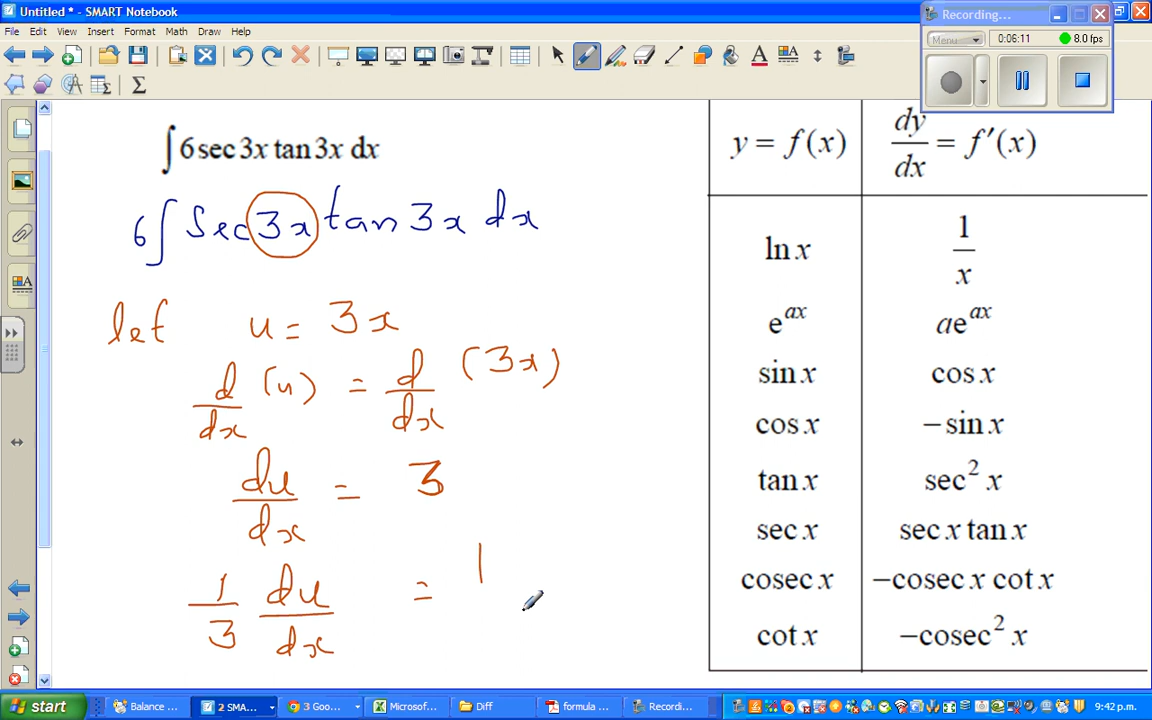 Untitled * - SMART Notebook
Recording...
File Edit View Insert Format Math Draw Help
Menu
0:06:11
8.0 fps
∫ 6 sec 3x tan 3x dx
6 ∫ Sec 3x tan 3x dx
let u = 3x
d/dx (u) = d/dx (3x)
du/dx = 3
1/3 du/dx = 1
y = f(x) dy/dx = f′(x)
ln x 1/x
e^ax ae^ax
sin x cos x
cos x −sin x
tan x sec² x
sec x sec x tan x
cosec x −cosec x cot x
cot x −cosec² x
start
Balance ...
2 SMA...
3 Goo...
Microsof...
Diff
formula ...
Recordi...
9:42 p.m.